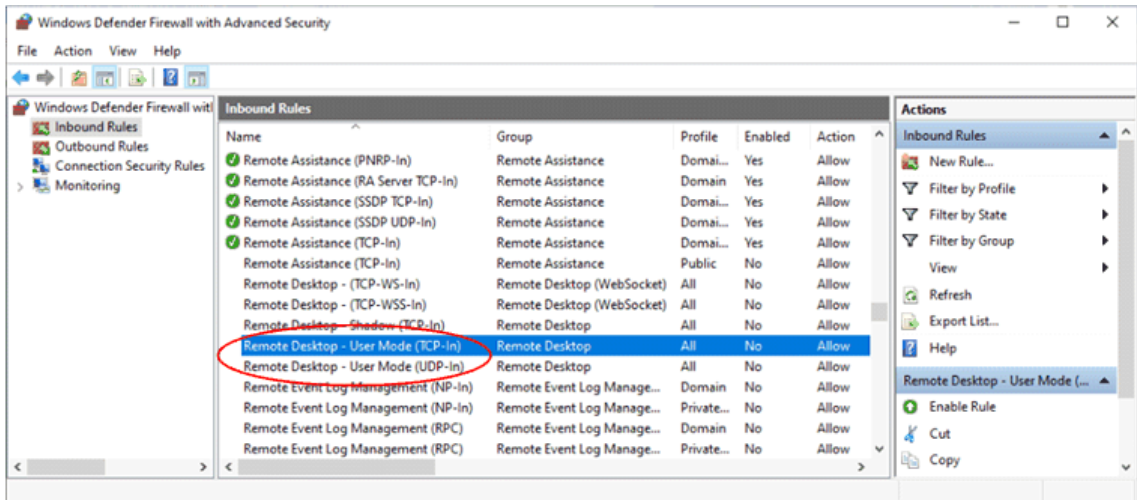 Windows Defender Firewall with Advanced Security
File Action View Help
Windows Defender Firewall witl
Inbound Rules
Outbound Rules
Connection Security Rules
Monitoring
Inbound Rules
Name Group Profile Enabled Action
Remote Assistance (PNRP-In) Remote Assistance Domai... Yes Allow
Remote Assistance (RA Server TCP-In) Remote Assistance Domain Yes Allow
Remote Assistance (SSDP TCP-In) Remote Assistance Domai... Yes Allow
Remote Assistance (SSDP UDP-In) Remote Assistance Domai... Yes Allow
Remote Assistance (TCP-In) Remote Assistance Domai... Yes Allow
Remote Assistance (TCP-In) Remote Assistance Public No Allow
Remote Desktop - (TCP-WS-In) Remote Desktop (WebSocket) All No Allow
Remote Desktop - (TCP-WSS-In) Remote Desktop (WebSocket) All No Allow
Remote Desktop - Shadow (TCP-In) Remote Desktop All No Allow
Remote Desktop - User Mode (TCP-In) Remote Desktop All No Allow
Remote Desktop - User Mode (UDP-In) Remote Desktop All No Allow
Remote Event Log Management (NP-In) Remote Event Log Manage... Domain No Allow
Remote Event Log Management (NP-In) Remote Event Log Manage... Private... No Allow
Remote Event Log Management (RPC) Remote Event Log Manage... Domain No Allow
Remote Event Log Management (RPC) Remote Event Log Manage... Private... No Allow
Actions
Inbound Rules
New Rule...
Filter by Profile
Filter by State
Filter by Group
View
Refresh
Export List...
Help
Remote Desktop - User Mode (...
Enable Rule
Cut
Copy